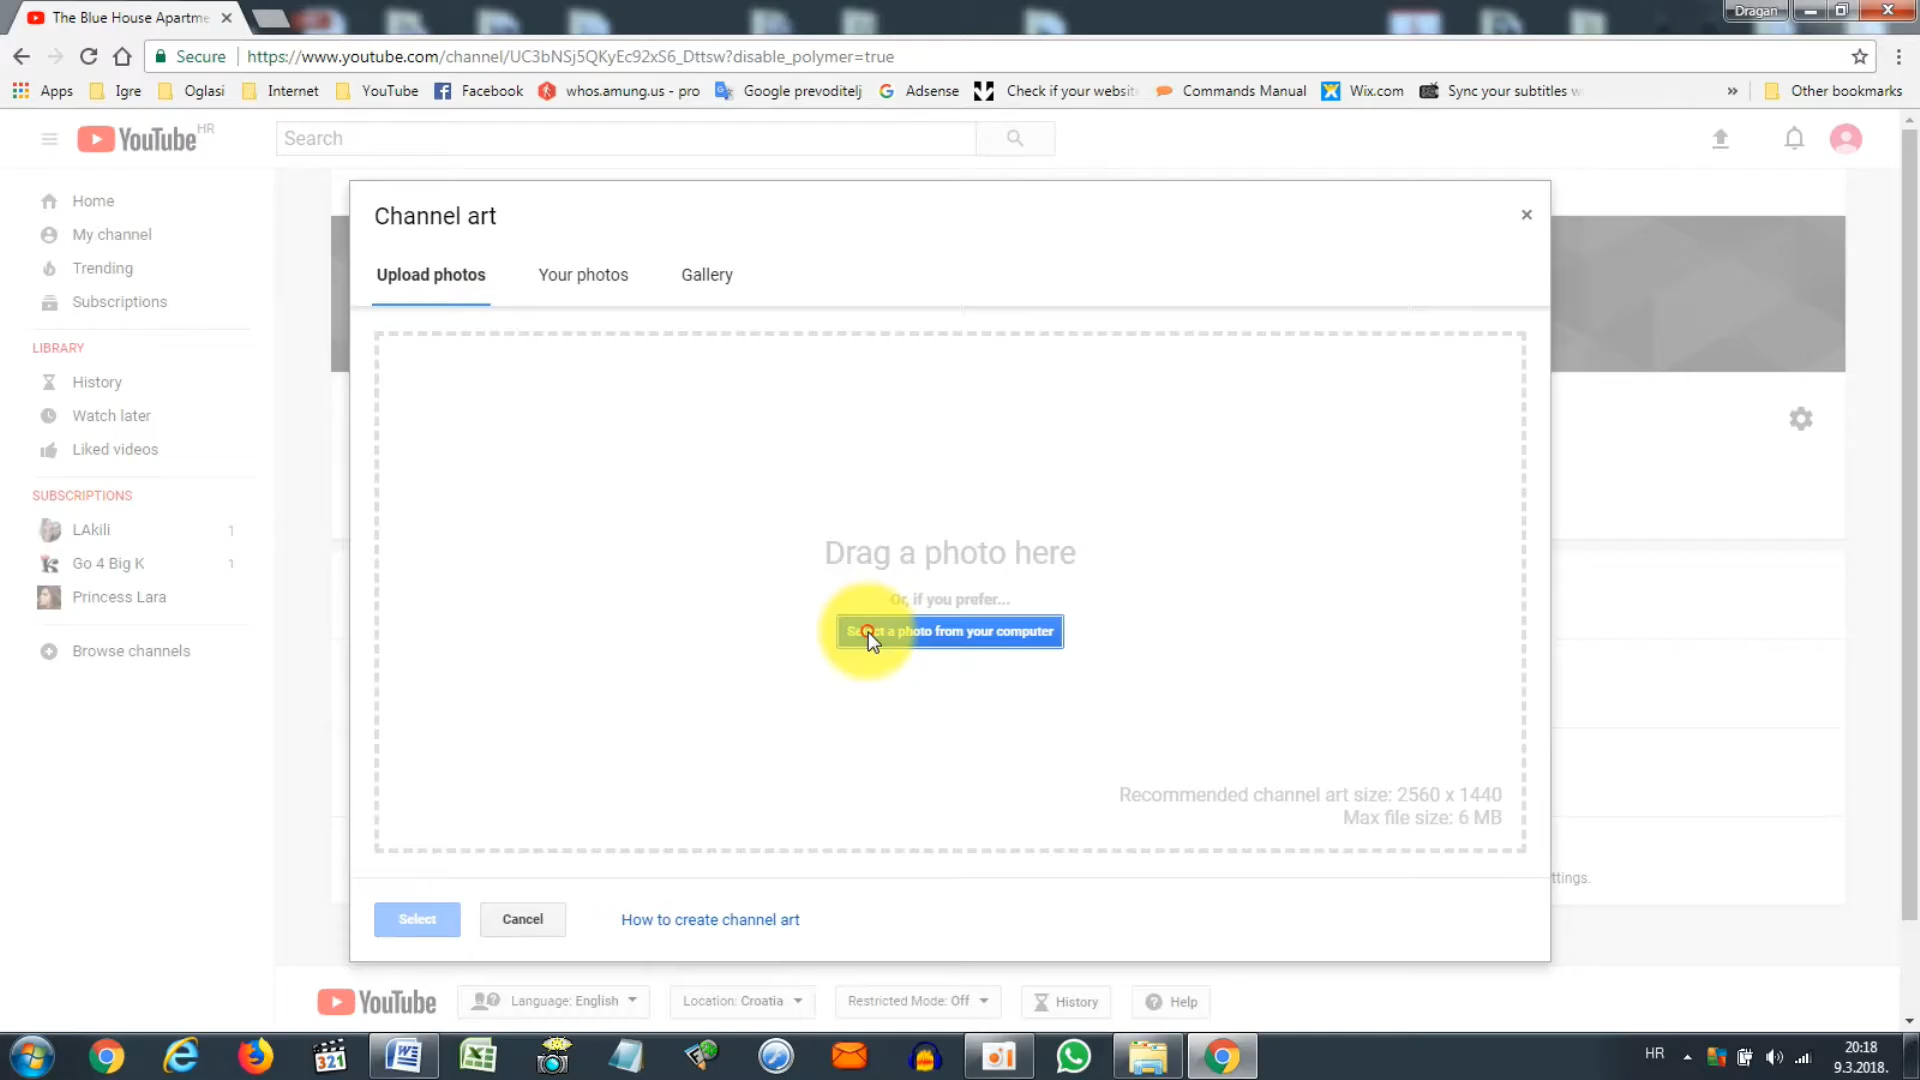 The Blue House Apartme
Dragan
Secure
https://www.youtube.com/channel/UC3bNSj5QKyEc92xS6_Dttsw?disable_polymer=true
Apps Igre Oglasi Internet YouTube Facebook whos.amung.us - pro Google prevoditelj Adsense Check if your websit Commands Manual Wix.com Sync your subtitles w » Other bookmarks
YouTube HR
Search
Home
My channel
Trending
Subscriptions
LIBRARY
History
Watch later
Liked videos
SUBSCRIPTIONS
LAkili 1
Go 4 Big K 1
Princess Lara
Browse channels
Channel art
Upload photos Your photos Gallery
Drag a photo here
Or, if you prefer...
Select a photo from your computer
Recommended channel art size: 2560 x 1440
Max file size: 6 MB
ttings.
Select Cancel How to create channel art
YouTube Language: English Location: Croatia Restricted Mode: Off History Help
321
HR
20:18
9.3.2018.